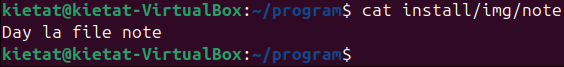 kietat@kietat-VirtualBox:~/program$ cat install/img/note
Day la file note
kietat@kietat-VirtualBox:~/program$